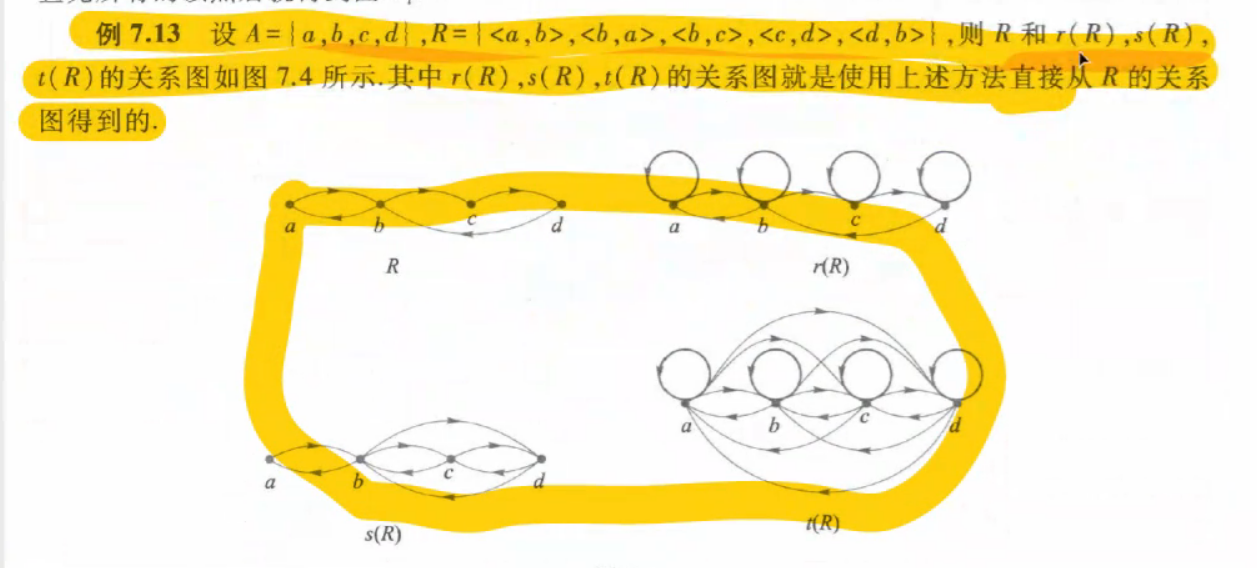 例 7.13 设 A={a,b,c,d},R={<a,b>,<b,a>,<b,c>,<c,d>,<d,b>},则 R 和 r(R),s(R),
t(R)的关系图如图 7.4 所示.其中 r(R),s(R),t(R)的关系图就是使用上述方法直接从 R 的关系
图得到的.
a b c d
a b c d
R
r(R)
a b c d
a b c d
s(R)
t(R)